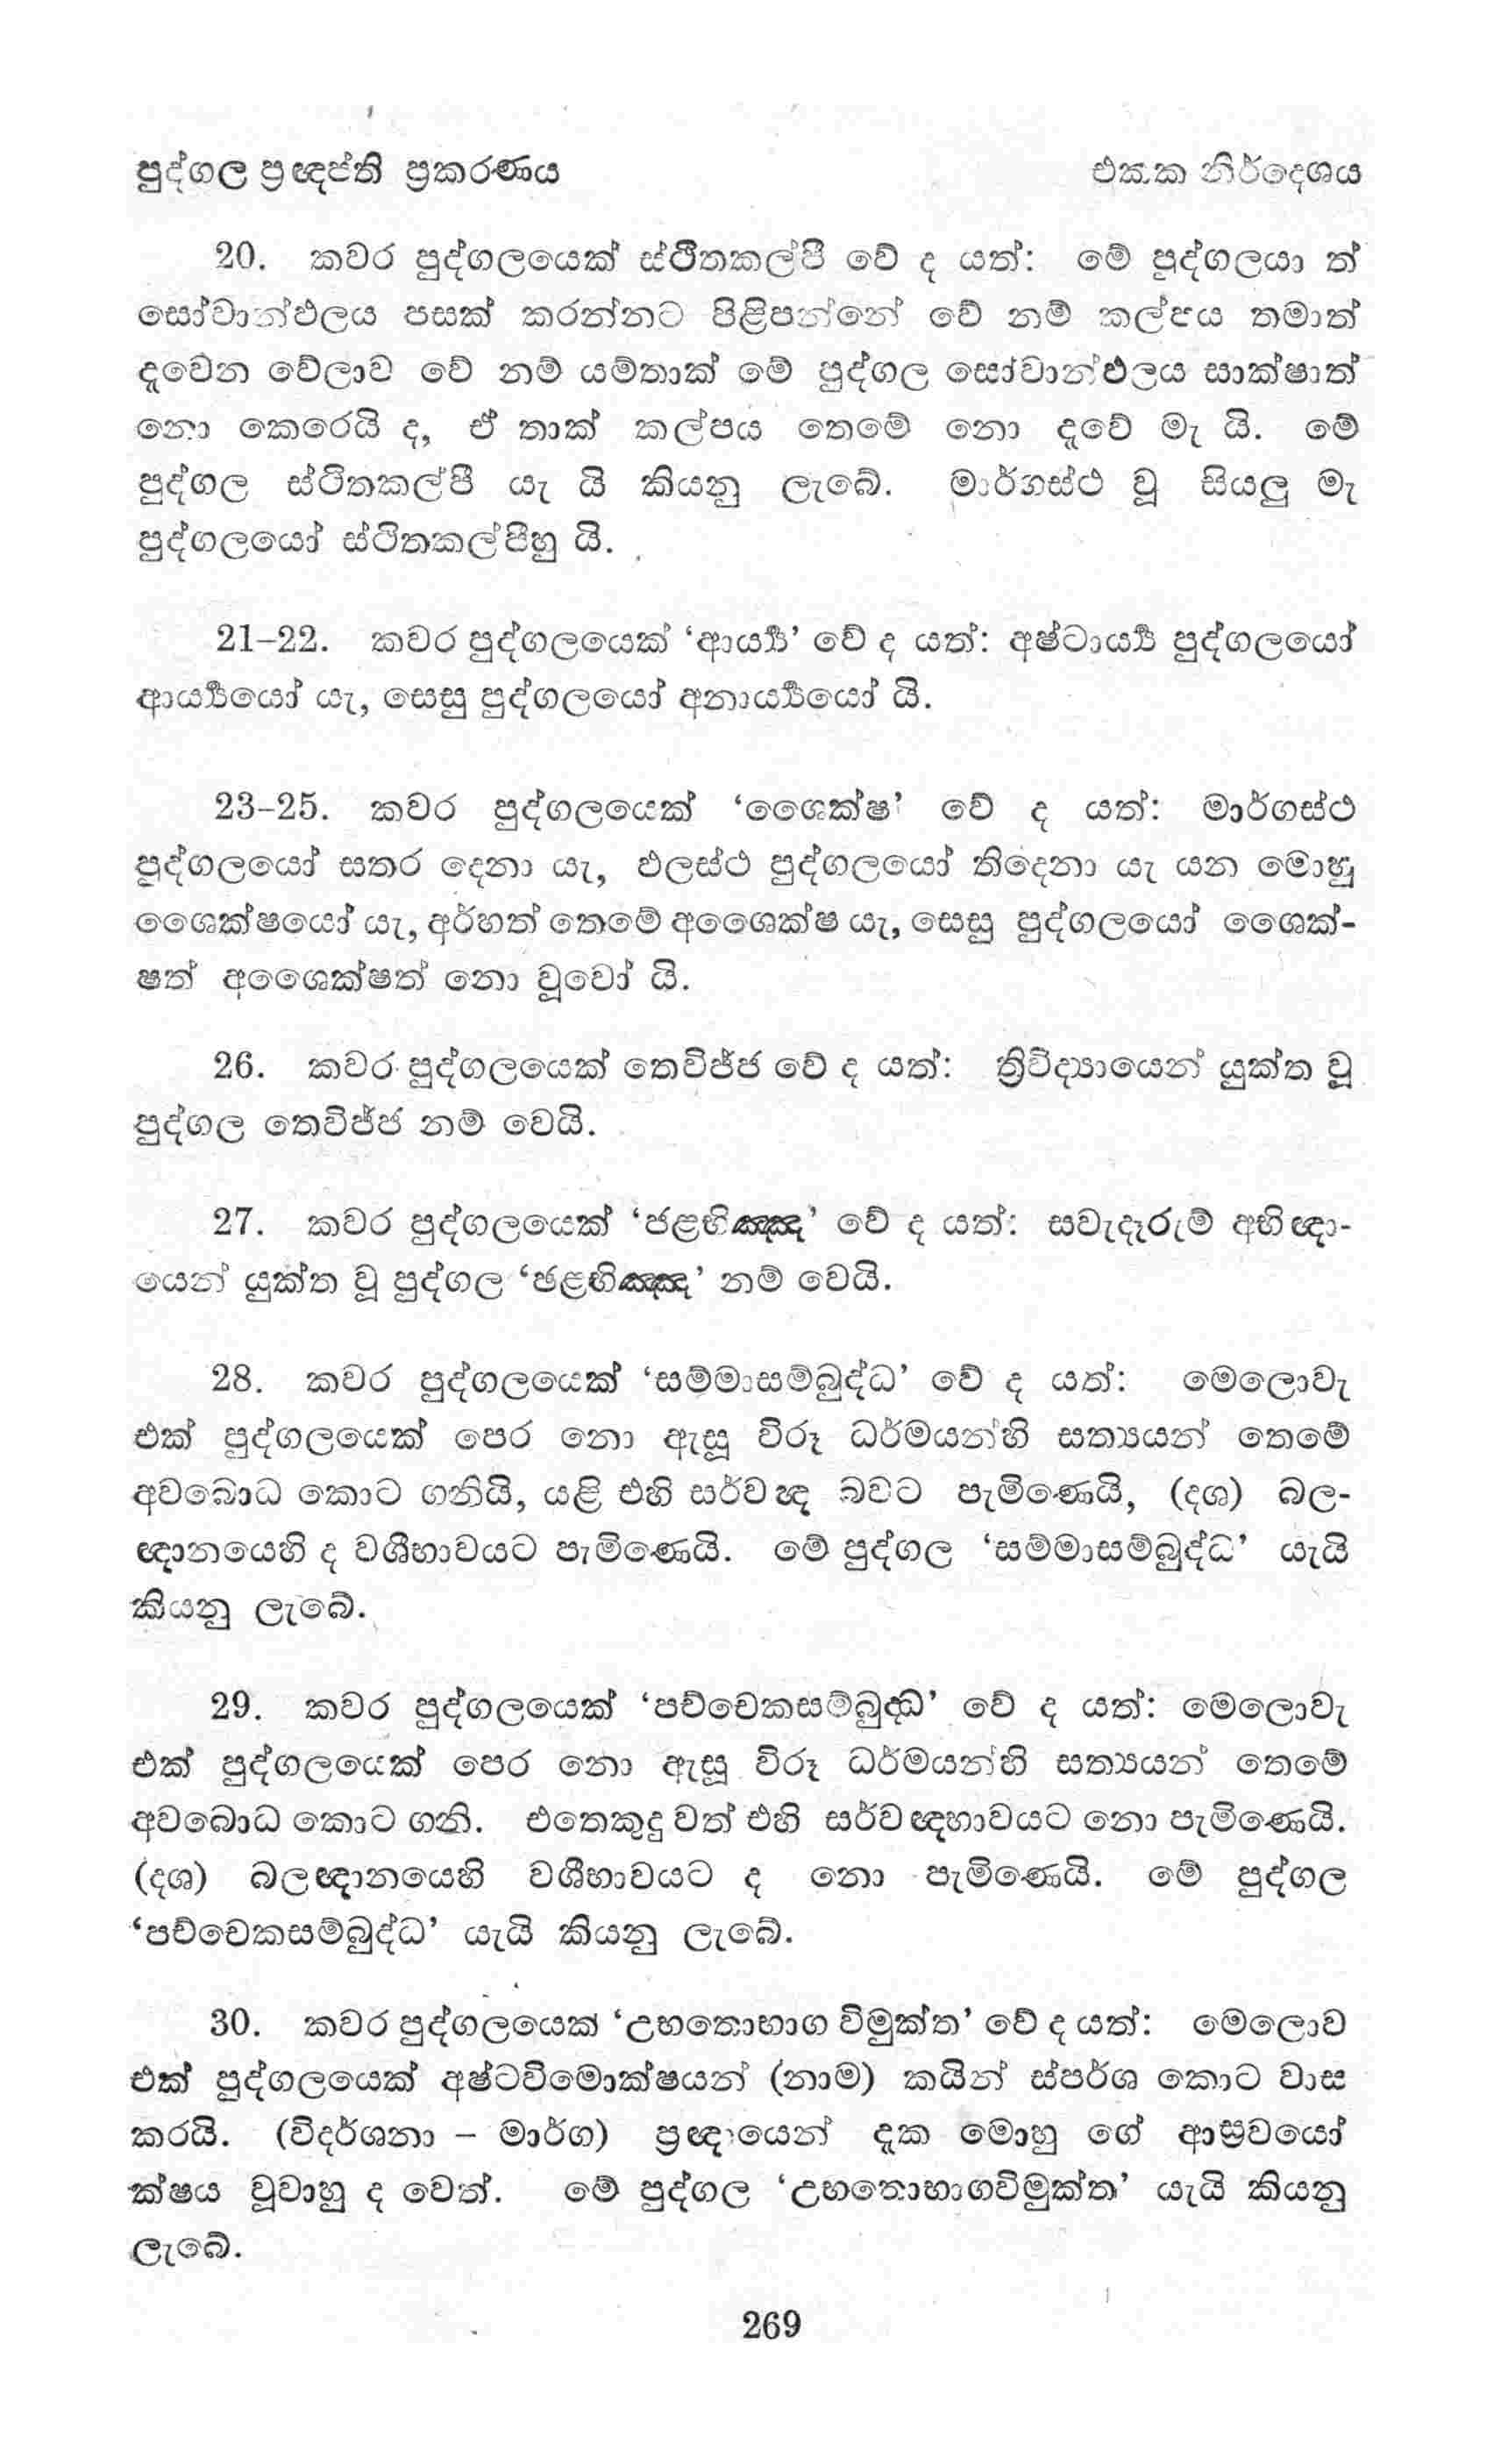 පුද්ගල ප්‍රඥප්ති ප්‍රකරණය එකක නිර්දෙශය
20. කවර පුද්ගලයෙක් ස්ථිතකල්පී වේ ද යත්: මේ පුද්ගලයා ත්
සෝවාන්ඵලය පසක් කරන්නට පිළිපන්නේ වේ නම් කල්පය තමාත්
දැවෙන වේලාව වේ නම් යම්තාක් මේ පුද්ගල සෝවාන්ඵලය සාක්ෂාත්
නො කෙරෙයි ද, ඒ තාක් කල්පය තෙමේ නො දැවේ මැ යි. මේ
පුද්ගල ස්ථිතකල්පී යැ යි කියනු ලැබේ. මාර්ගස්ථ වූ සියලු මැ
පුද්ගලයෝ ස්ථිතකල්පීහු යි.
21–22. කවර පුද්ගලයෙක් ‘ආර්‍ය්‍ය’ වේ ද යත්: අෂ්ටාර්‍ය්‍ය පුද්ගලයෝ
ආර්‍ය්‍යයෝ යැ, සෙසු පුද්ගලයෝ අනාර්‍ය්‍යයෝ යි.
23–25. කවර පුද්ගලයෙක් ‘ශෛක්ෂ’ වේ ද යත්: මාර්ගස්ථ
පුද්ගලයෝ සතර දෙනා යැ, ඵලස්ථ පුද්ගලයෝ තිදෙනා යැ යන මොහු
ශෛක්ෂයෝ යැ, අර්හත් තෙමේ අශෛක්ෂ යැ, සෙසු පුද්ගලයෝ ශෛක්-
ෂත් අශෛක්ෂත් නො වූවෝ යි.
26. කවර පුද්ගලයෙක් තෙවිජ්ජ වේ ද යත්: ත්‍රිවිද්‍යායෙන් යුක්ත වූ
පුද්ගල තෙවිජ්ජ නම් වෙයි.
27. කවර පුද්ගලයෙක් ‘ඡළභිඤ්ඤ’ වේ ද යත්: සවැදෑරුම් අභිඥා-
යෙන් යුක්ත වූ පුද්ගල ‘ඡළභිඤ්ඤ’ නම් වෙයි.
28. කවර පුද්ගලයෙක් ‘සම්මාසම්බුද්ධ’ වේ ද යත්: මෙලොවැ
එක් පුද්ගලයෙක් පෙර නො ඇසූ විරූ ධර්මයන්හි සත්‍යයන් තෙමේ
අවබොධ කොට ගනියි, යළි එහි සර්වඥ බවට පැමිණෙයි, (දශ) බල-
ඥානයෙහි ද වශීභාවයට පැමිණෙයි. මේ පුද්ගල ‘සම්මාසම්බුද්ධ’ යැයි
කියනු ලැබේ.
29. කවර පුද්ගලයෙක් ‘පච්චෙකසම්බුද්ධ’ වේ ද යත්: මෙලොවැ
එක් පුද්ගලයෙක් පෙර නො ඇසූ විරූ ධර්මයන්හි සත්‍යයන් තෙමේ
අවබොධ කොට ගනි. එතෙකුදු වත් එහි සර්වඥභාවයට නො පැමිණෙයි.
(දශ) බලඥානයෙහි වශීභාවයට ද නො පැමිණෙයි. මේ පුද්ගල
‘පච්චෙකසම්බුද්ධ’ යැයි කියනු ලැබේ.
30. කවර පුද්ගලයෙක් ‘උභතොභාග විමුක්ත’ වේ ද යත්: මෙලොව
එක් පුද්ගලයෙක් අෂ්ටවිමොක්ෂයන් (නාම) කයින් ස්පර්ශ කොට වාස
කරයි. (විදර්ශනා – මාර්ග) ප්‍රඥායෙන් දැක මොහු ගේ ආස්‍රවයෝ
ක්ෂය වූවාහු ද වෙත්. මේ පුද්ගල ‘උභතොභාගවිමුක්ත’ යැයි කියනු
ලැබේ.
269